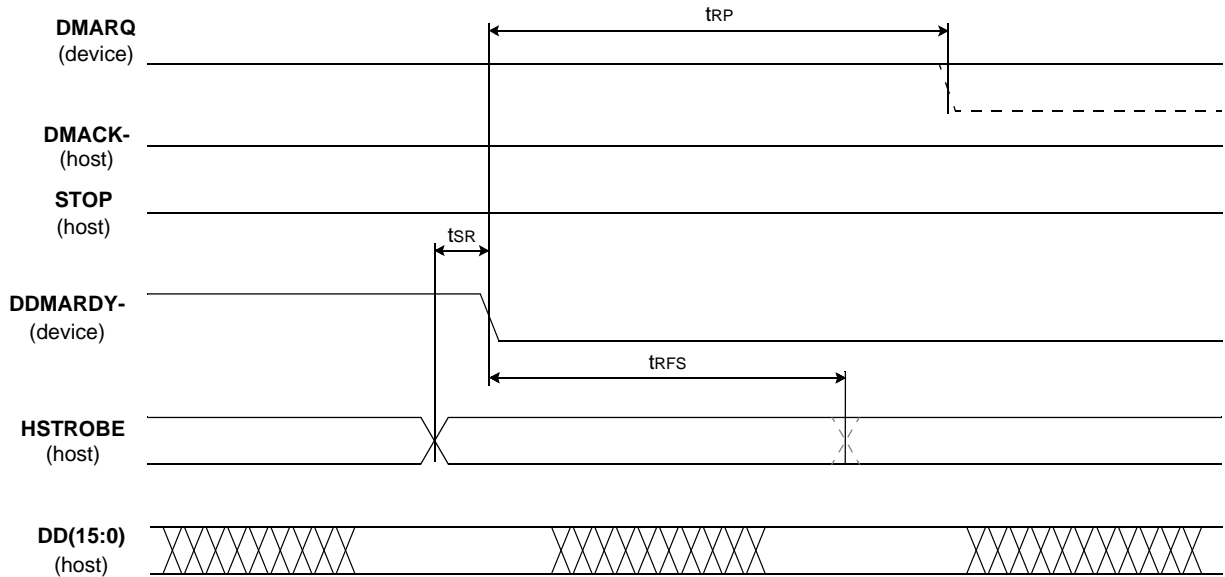 DMARQ
(device)
tRP
DMACK-
(host)
STOP
(host)
tSR
DDMARDY-
(device)
tRFS
HSTROBE
(host)
DD(15:0)
(host)